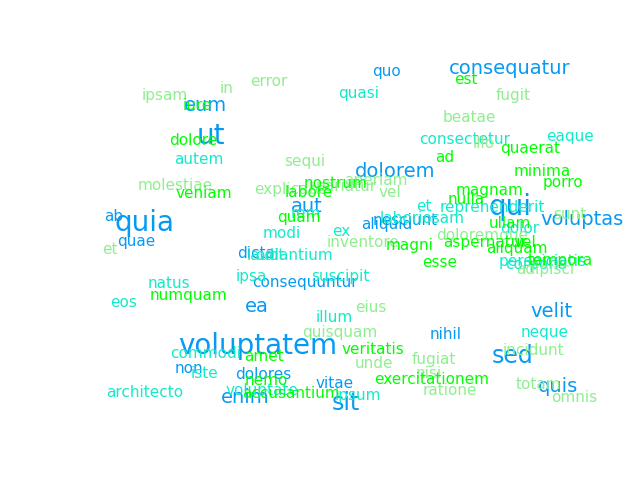 consequatur
quo
est
error
in
quasi
ipsam
fugit
eum
iure
beatae
ut
eaque
dolore
consectetur
illo
quaerat
autem
ad
sequi
dolorem
minima
aperiam
porro
molestiae
nostrum
explicabo
veniam
labore
vel
magnam
nulla
qui
et
reprehenderit
ab
quia
quam
laboriosam
nesciunt
aliquid
voluptas
sunt
ullam
dolor
modi
ex
quae
inventore
doloremque
aspernatur
vel
magni
aliquam
et
dicta
esse
tempora
adipisci
natus
ipsa
suscipit
consequuntur
numquam
eos
ea
eius
velit
illum
quisquam
nihil
neque
voluptatem
veritatis
incidunt
commodi
amet
sed
unde
fugiat
non
iste
dolores
nisi
nemo
vitae
exercitationem
totam
quis
architecto
voluptate
accusantium
ratione
enim
ipsum
omnis
sit